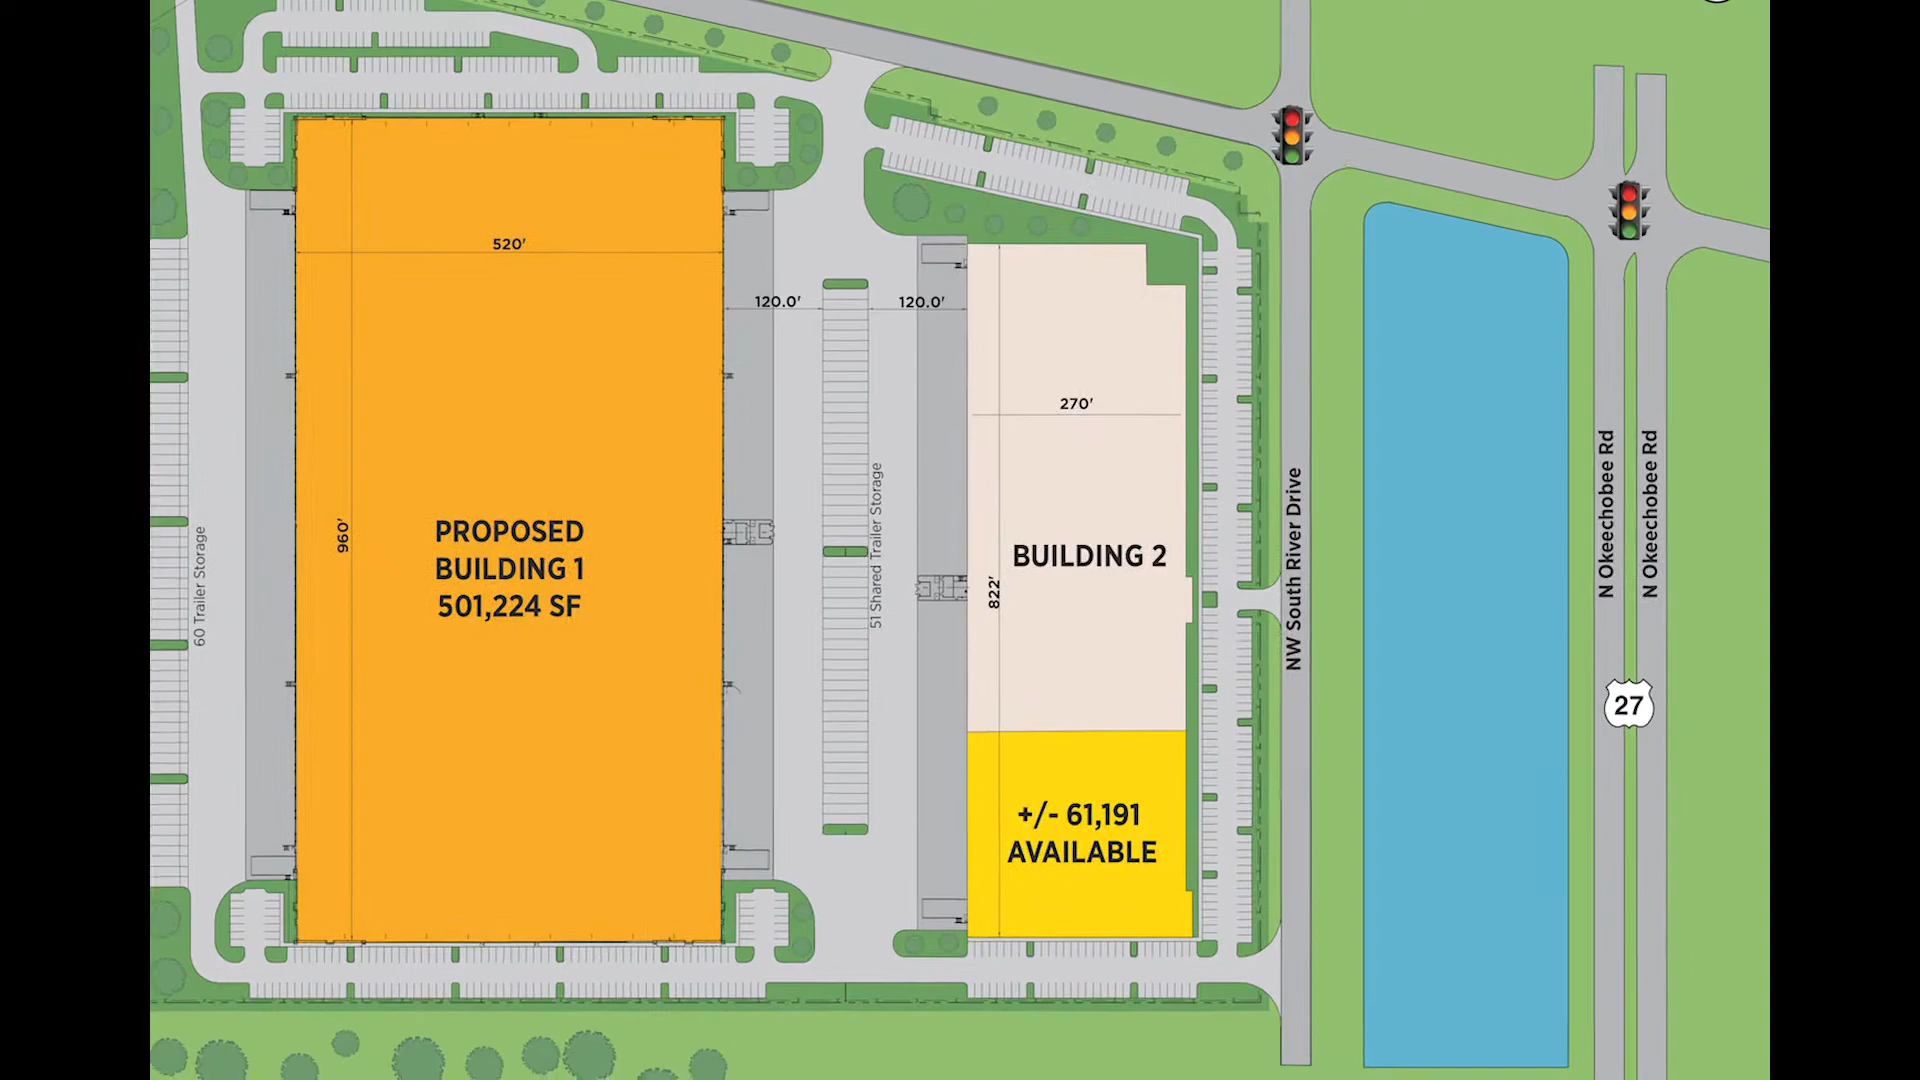 520'
120.0'
120.0'
270'
960'
PROPOSED
BUILDING 1
501,224 SF
60 Trailer Storage
51 Shared Trailer Storage
BUILDING 2
822'
+/- 61,191
AVAILABLE
NW South River Drive
N Okeechobee Rd
N Okeechobee Rd
27